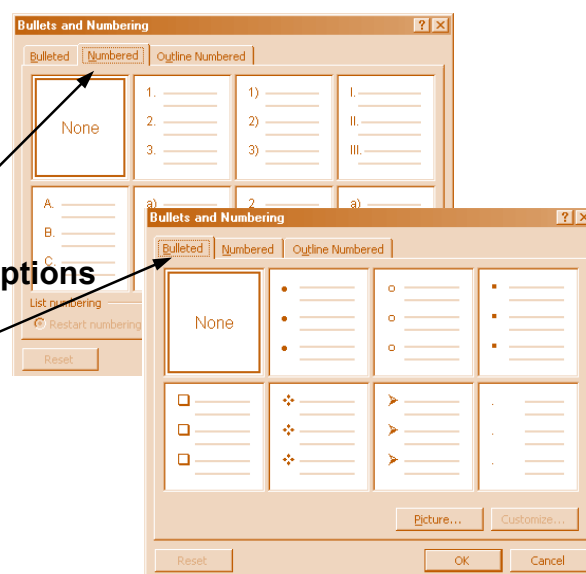 Bullets and Numbering
Bulleted Numbered Outline Numbered
None
1.
2.
3.
1)
2)
3)
I.
II.
III.
A.
B.
C.
a)
2
a)
List numbering
Restart numbering
Reset
ptions
Bullets and Numbering
Bulleted Numbered Outline Numbered
None
Picture... Customize...
Reset OK Cancel